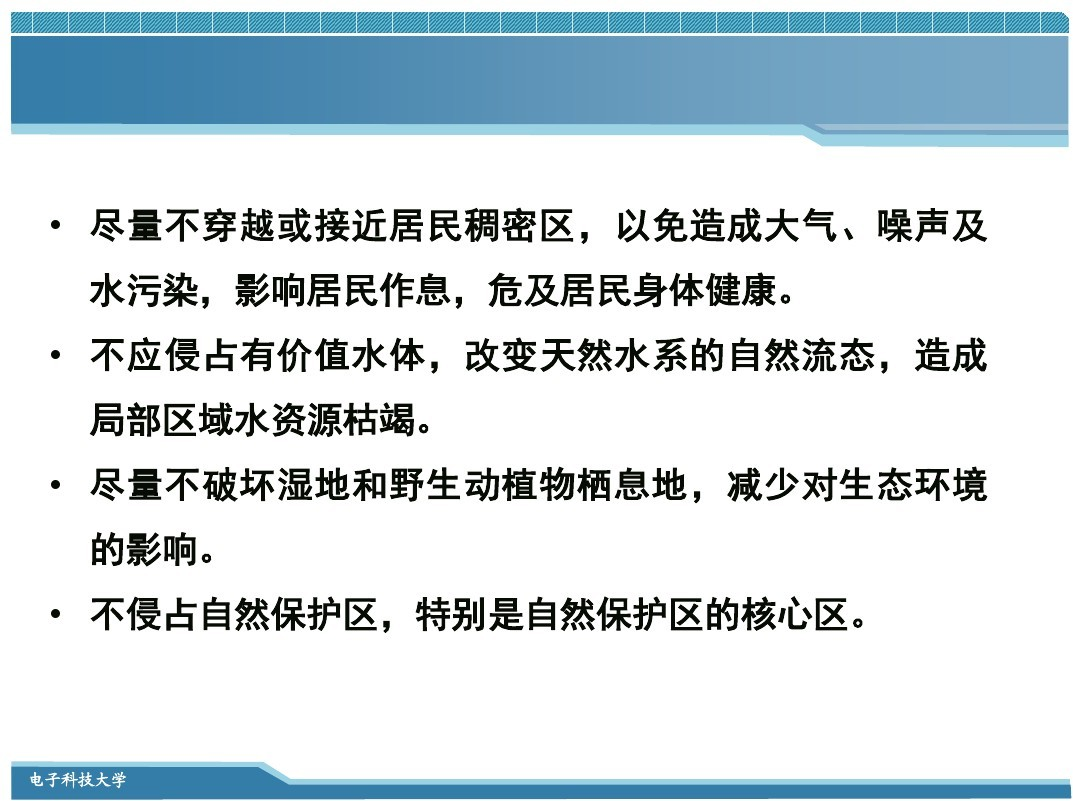 • 尽量不穿越或接近居民稠密区，以免造成大气、噪声及
水污染，影响居民作息，危及居民身体健康。
• 不应侵占有价值水体，改变天然水系的自然流态，造成
局部区域水资源枯竭。
• 尽量不破坏湿地和野生动植物栖息地，减少对生态环境
的影响。
• 不侵占自然保护区，特别是自然保护区的核心区。
电子科技大学